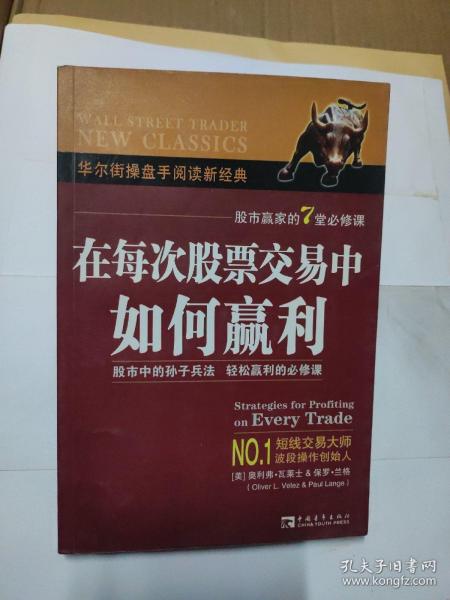 WALL STREET TRADER
NEW CLASSICS
华尔街操盘手阅读新经典
股市赢家的7堂必修课
在每次股票交易中
如何赢利
股市中的孙子兵法 轻松赢利的必修课
Strategies for Profiting
on Every Trade
NO.1 短线交易大师
波段操作创始人
[美] 奥利弗·瓦莱士 & 保罗·兰格
( Oliver L. Velez & Paul Lange )
中国青年出版社
CHINA YOUTH PRESS
孔夫子旧书网
www.kongfz.com